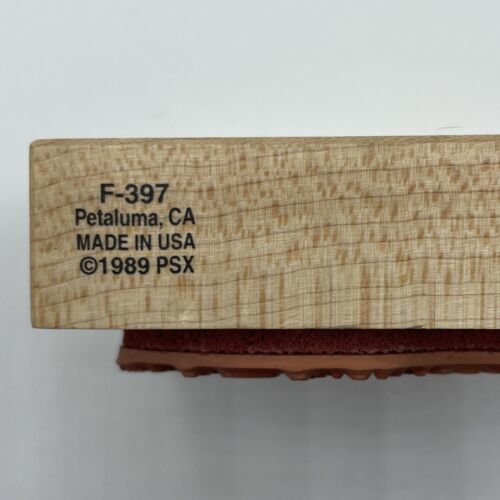 F-397
Petaluma, CA
MADE IN USA
©1989 PSX